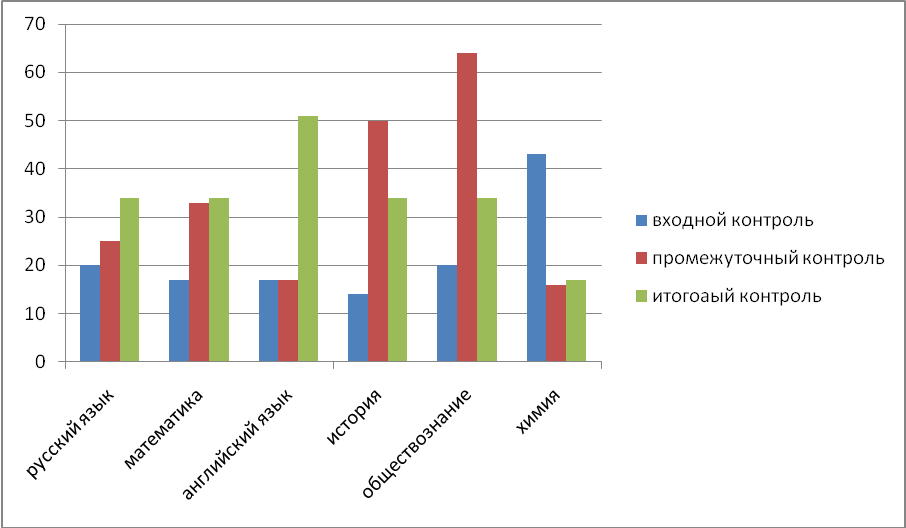 70
60
50
40
30
20
10
0
русский язык
математика
английский язык
история
обществознание
химия
входной контроль
промежуточный контроль
итогоаый контроль